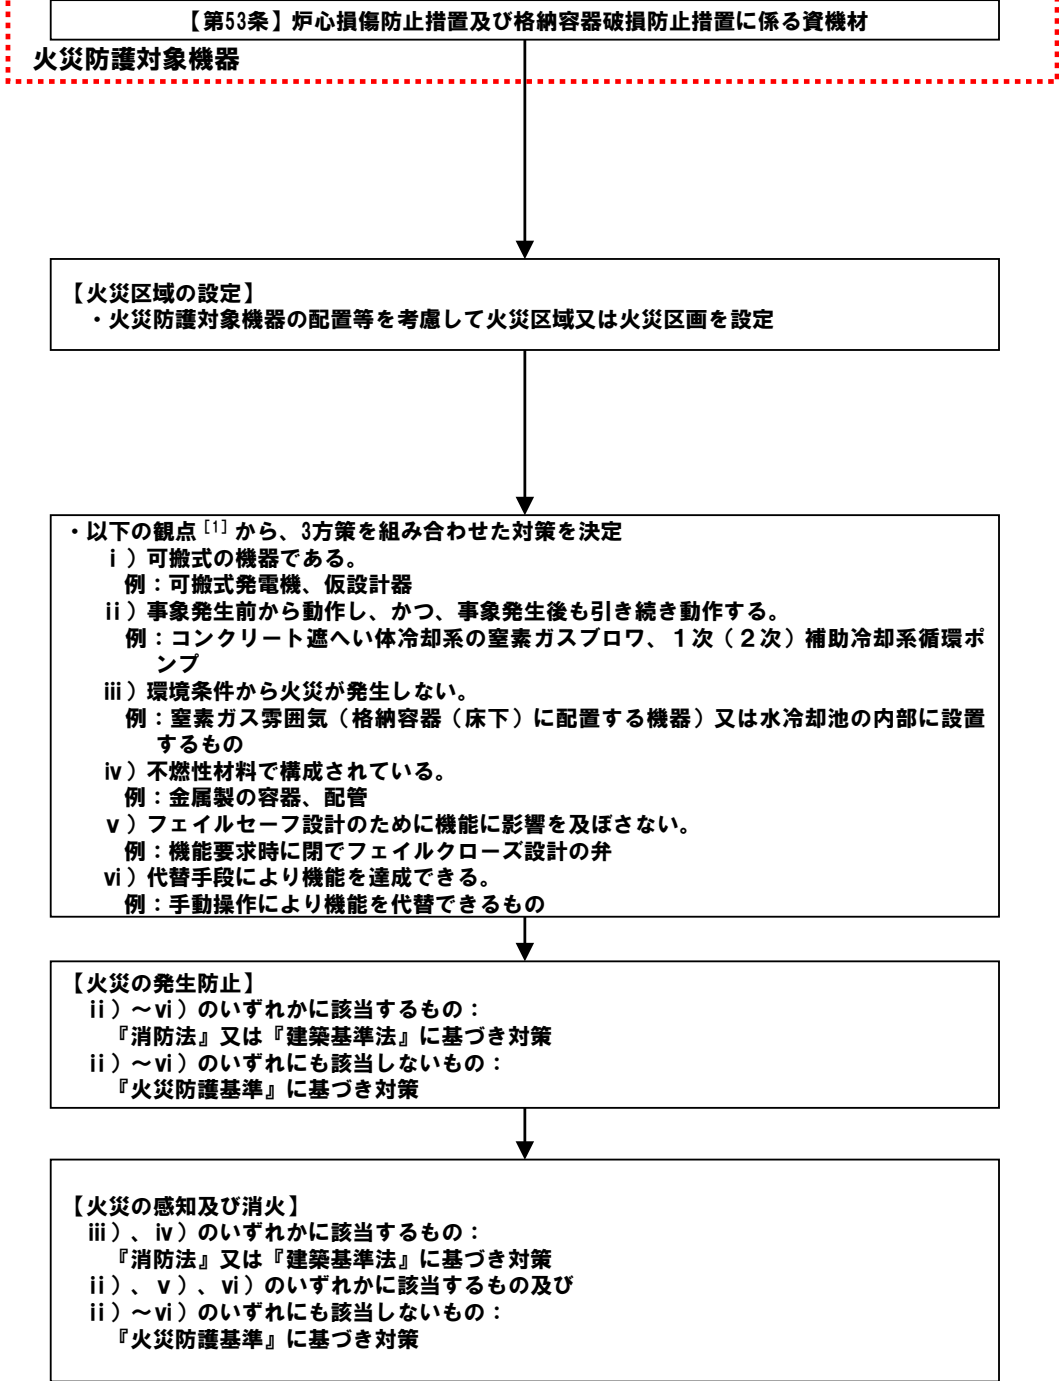 【第53条】炉心損傷防止措置及び格納容器破損防止措置に係る資機材
火災防護対象機器
【火災区域の設定】
・火災防護対象機器の配置等を考慮して火災区域又は火災区画を設定
・以下の観点[1]から、3方策を組み合わせた対策を決定
ⅰ）可搬式の機器である。
例：可搬式発電機、仮設計器
ⅱ）事象発生前から動作し、かつ、事象発生後も引き続き動作する。
例：コンクリート遮へい体冷却系の窒素ガスブロワ、１次（２次）補助冷却系循環ポ
ンプ
ⅲ）環境条件から火災が発生しない。
例：窒素ガス雰囲気（格納容器（床下）に配置する機器）又は水冷却池の内部に設置
するもの
ⅳ）不燃性材料で構成されている。
例：金属製の容器、配管
ⅴ）フェイルセーフ設計のために機能に影響を及ぼさない。
例：機能要求時に閉でフェイルクローズ設計の弁
ⅵ）代替手段により機能を達成できる。
例：手動操作により機能を代替できるもの
【火災の発生防止】
ⅱ）～ⅵ）のいずれかに該当するもの：
『消防法』又は『建築基準法』に基づき対策
ⅱ）～ⅵ）のいずれにも該当しないもの：
『火災防護基準』に基づき対策
【火災の感知及び消火】
ⅲ）、ⅳ）のいずれかに該当するもの：
『消防法』又は『建築基準法』に基づき対策
ⅱ）、ⅴ）、ⅵ）のいずれかに該当するもの及び
ⅱ）～ⅵ）のいずれにも該当しないもの：
『火災防護基準』に基づき対策